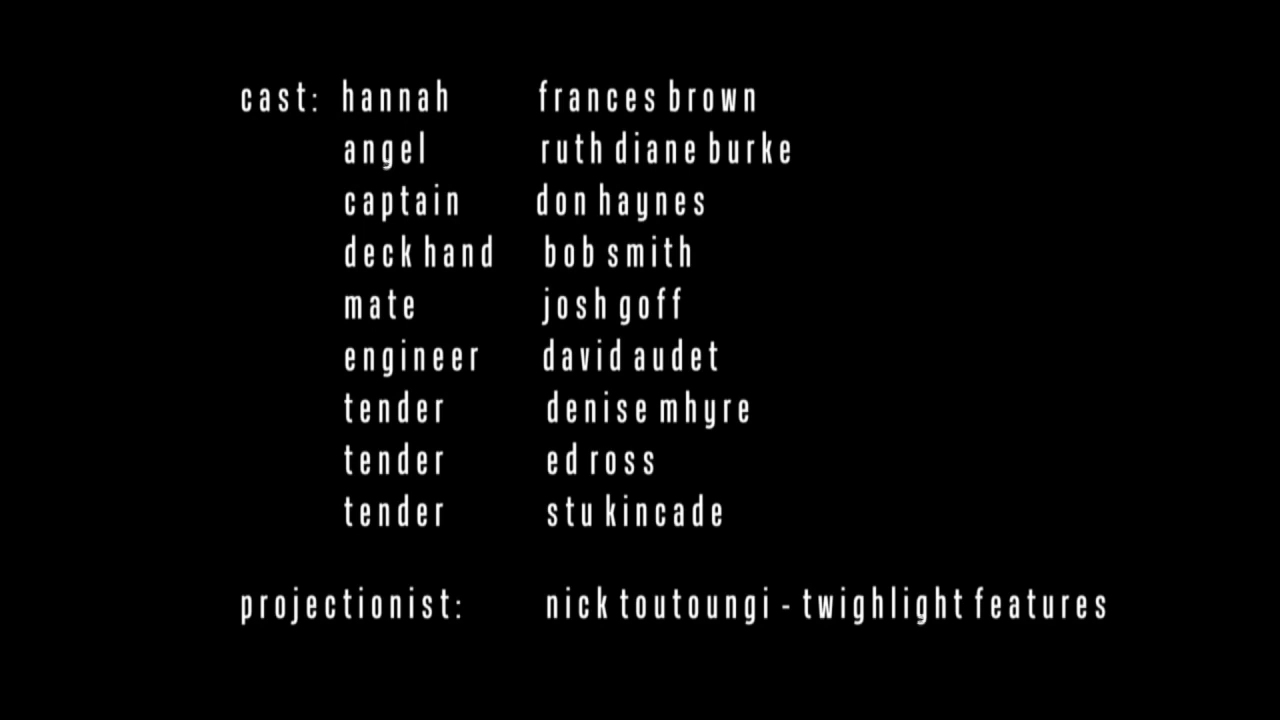 cast: hannah frances brown
angel ruth diane burke
captain don haynes
deck hand bob smith
mate josh goff
engineer david audet
tender denise mhyre
tender ed ross
tender stu kincade
projectionist: nick toutoungi - twighlight features